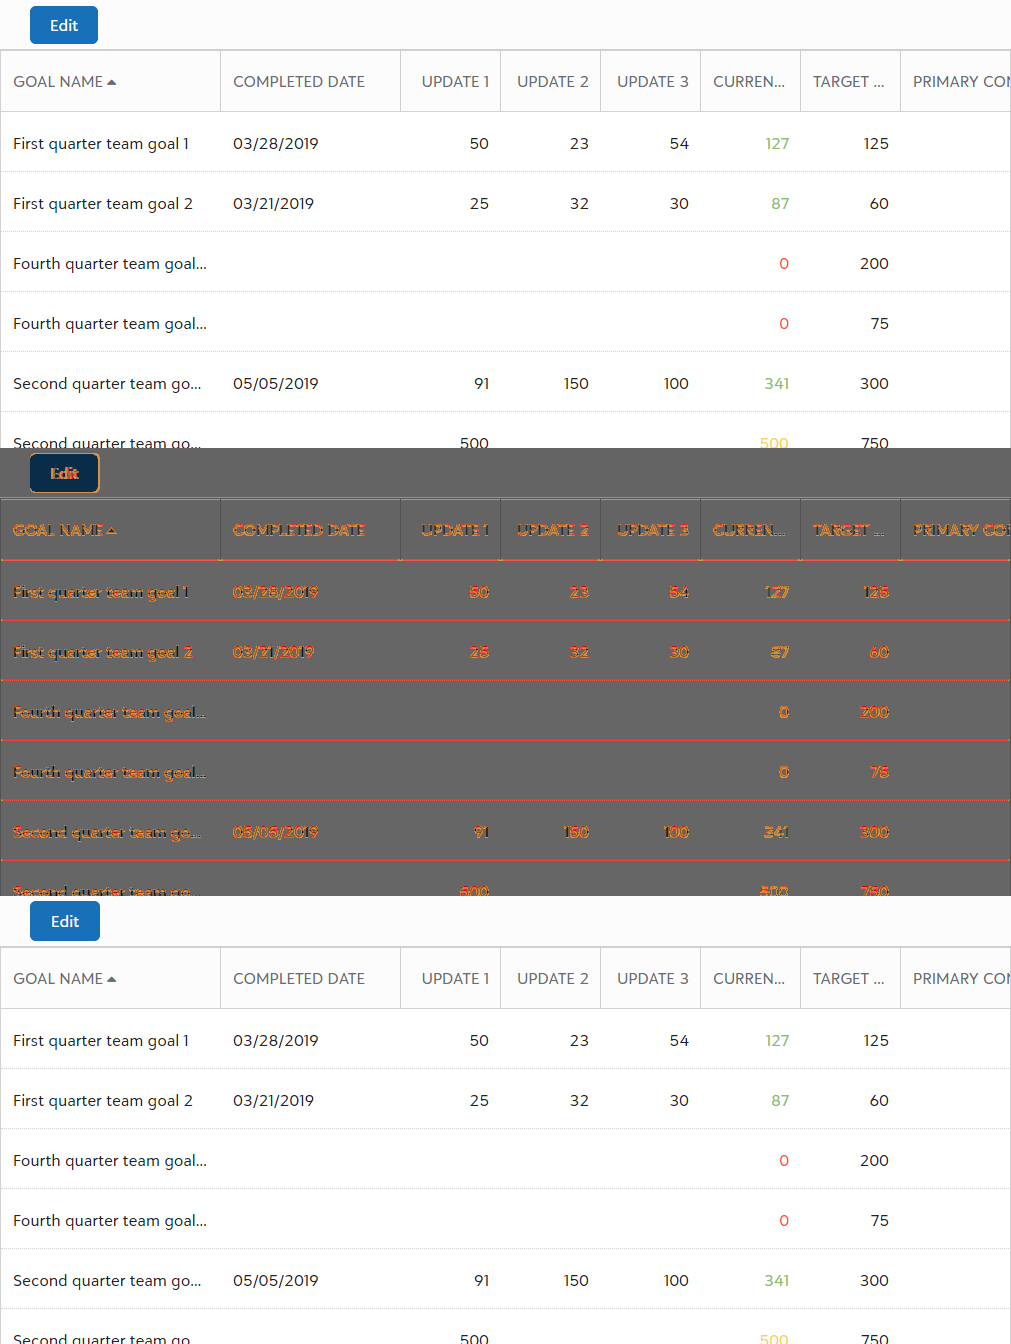 Edit
GOAL NAME COMPLETED DATE UPDATE 1 UPDATE 2 UPDATE 3 CURREN... TARGET ... PRIMARY CON
First quarter team goal 1 03/28/2019 50 23 54 127 125
First quarter team goal 2 03/21/2019 25 32 30 87 60
Fourth quarter team goal... 0 200
Fourth quarter team goal... 0 75
Second quarter team go... 05/05/2019 91 150 100 341 300
Second quarter team go... 500 500 750
Edit
GOAL NAME COMPLETED DATE UPDATE 1 UPDATE 2 UPDATE 3 CURREN... TARGET ... PRIMARY CON
First quarter team goal 1 03/28/2019 50 23 54 127 125
First quarter team goal 2 03/21/2019 25 32 30 87 60
Fourth quarter team goal... 0 200
Fourth quarter team goal... 0 75
Second quarter team go... 05/05/2019 91 150 100 341 300
Second quarter team go... 500 500 750
Edit
GOAL NAME COMPLETED DATE UPDATE 1 UPDATE 2 UPDATE 3 CURREN... TARGET ... PRIMARY CON
First quarter team goal 1 03/28/2019 50 23 54 127 125
First quarter team goal 2 03/21/2019 25 32 30 87 60
Fourth quarter team goal... 0 200
Fourth quarter team goal... 0 75
Second quarter team go... 05/05/2019 91 150 100 341 300
Second quarter team go 500 500 750